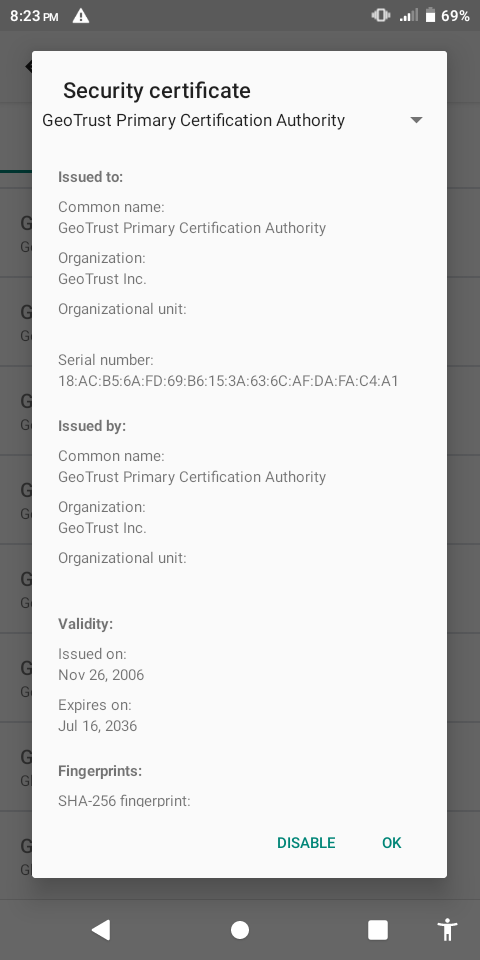 8:23 PM
69%
Security certificate
GeoTrust Primary Certification Authority
Issued to:
Common name:
GeoTrust Primary Certification Authority
Organization:
GeoTrust Inc.
Organizational unit:
Serial number:
18:AC:B5:6A:FD:69:B6:15:3A:63:6C:AF:DA:FA:C4:A1
Issued by:
Common name:
GeoTrust Primary Certification Authority
Organization:
GeoTrust Inc.
Organizational unit:
Validity:
Issued on:
Nov 26, 2006
Expires on:
Jul 16, 2036
Fingerprints:
SHA-256 fingerprint:
DISABLE
OK